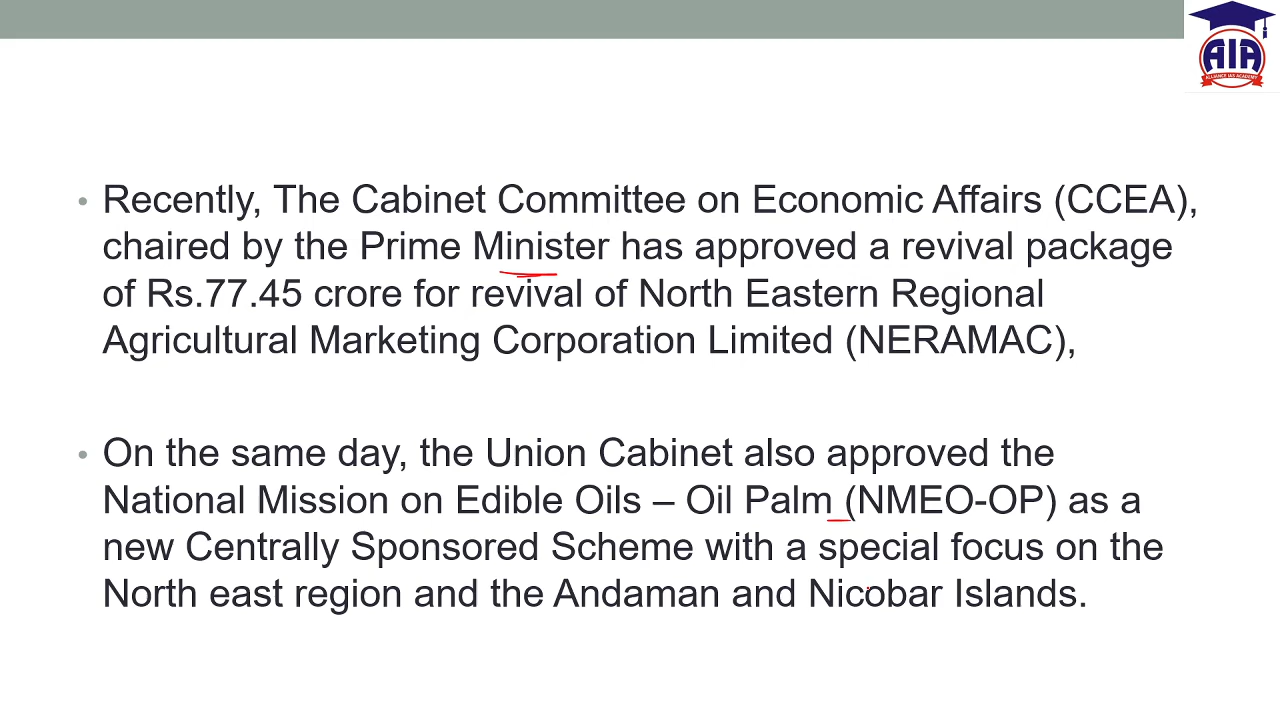 AIA
ALLIANCE IAS ACADEMY
• Recently, The Cabinet Committee on Economic Affairs (CCEA),
chaired by the Prime Minister has approved a revival package
of Rs.77.45 crore for revival of North Eastern Regional
Agricultural Marketing Corporation Limited (NERAMAC),
• On the same day, the Union Cabinet also approved the
National Mission on Edible Oils – Oil Palm (NMEO-OP) as a
new Centrally Sponsored Scheme with a special focus on the
North east region and the Andaman and Nicobar Islands.